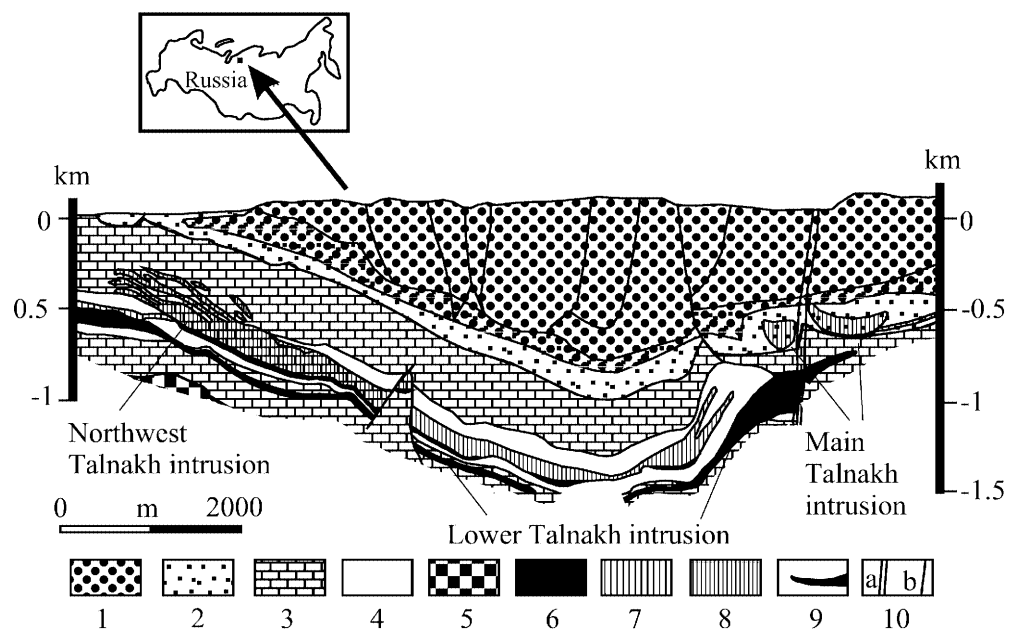 Russia
km
km
0
0
0.5
-0.5
-1
-1
-1.5
Northwest
Talnakh intrusion
Main
Talnakh
intrusion
0 m 2000
Lower Talnakh intrusion
a b
1 2 3 4 5 6 7 8 9 10